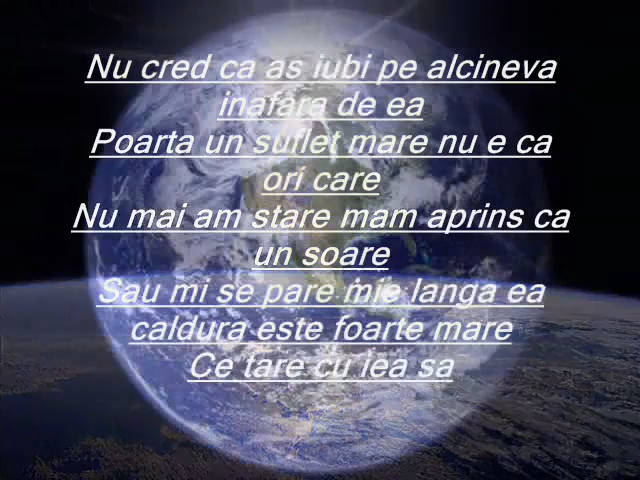 Nu cred ca as iubi pe alcineva
inafara de ea
Poarta un suflet mare nu e ca
ori care
Nu mai am stare mam aprins ca
un soare
Sau mi se pare mie langa ea
caldura este foarte mare
Ce tare cu iea sa